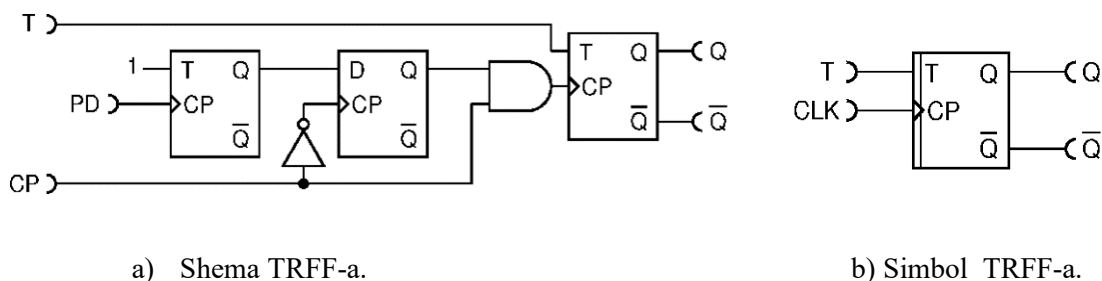 T
T Q Q
1 T Q D Q T Q
PD CP CP CP CLK CP
Q̅ Q̅ Q̅ Q̅ Q̅ Q̅
CP
a) Shema TRFF-a. b) Simbol TRFF-a.